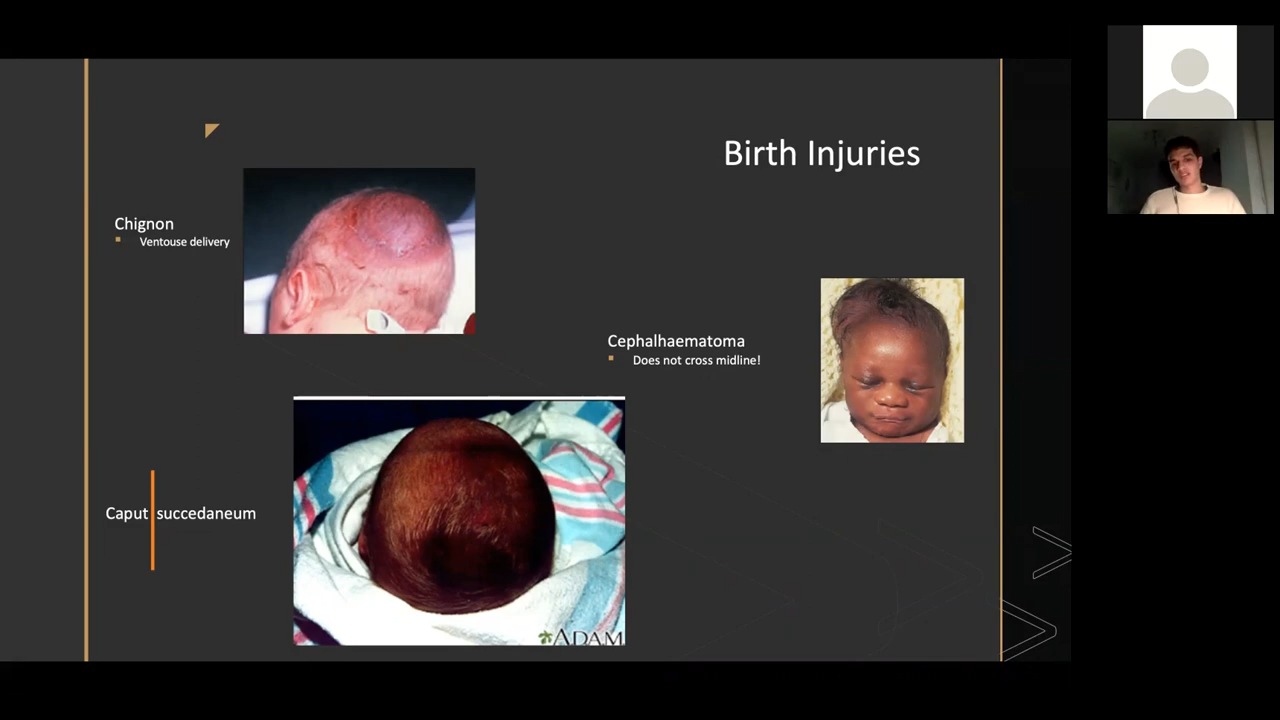 Birth Injuries
Chignon
Ventouse delivery
Cephalhaematoma
Does not cross midline!
Caput succedaneum
ADAM